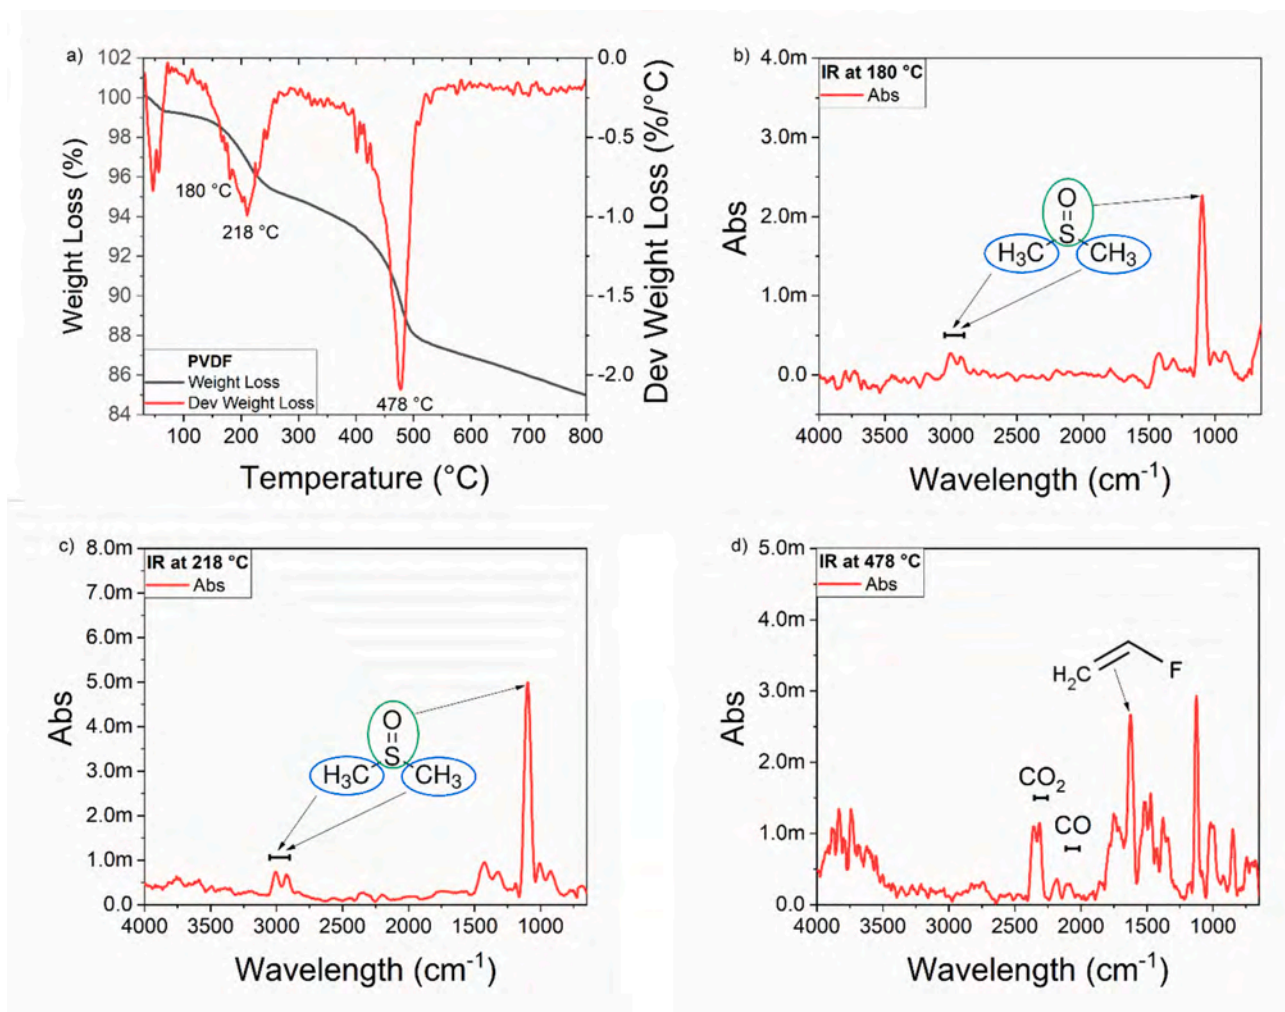 a)
102
100
98
96
94
92
90
88
86
84
Weight Loss (%)
0.0
-0.5
-1.0
-1.5
-2.0
Dev Weight Loss (%/°C)
180 °C
218 °C
478 °C
PVDF
Weight Loss
Dev Weight Loss
100 200 300 400 500 600 700 800
Temperature (°C)
b)
4.0m
3.0m
2.0m
1.0m
0.0
Abs
IR at 180 °C
Abs
O
S
H₃C CH₃
4000 3500 3000 2500 2000 1500 1000
Wavelength (cm⁻¹)
c)
8.0m
7.0m
6.0m
5.0m
4.0m
3.0m
2.0m
1.0m
0.0
Abs
IR at 218 °C
Abs
O
S
H₃C CH₃
4000 3500 3000 2500 2000 1500 1000
Wavelength (cm⁻¹)
d)
5.0m
4.0m
3.0m
2.0m
1.0m
0.0
Abs
IR at 478 °C
Abs
H₂C F
CO₂
CO
4000 3500 3000 2500 2000 1500 1000
Wavelength (cm⁻¹)